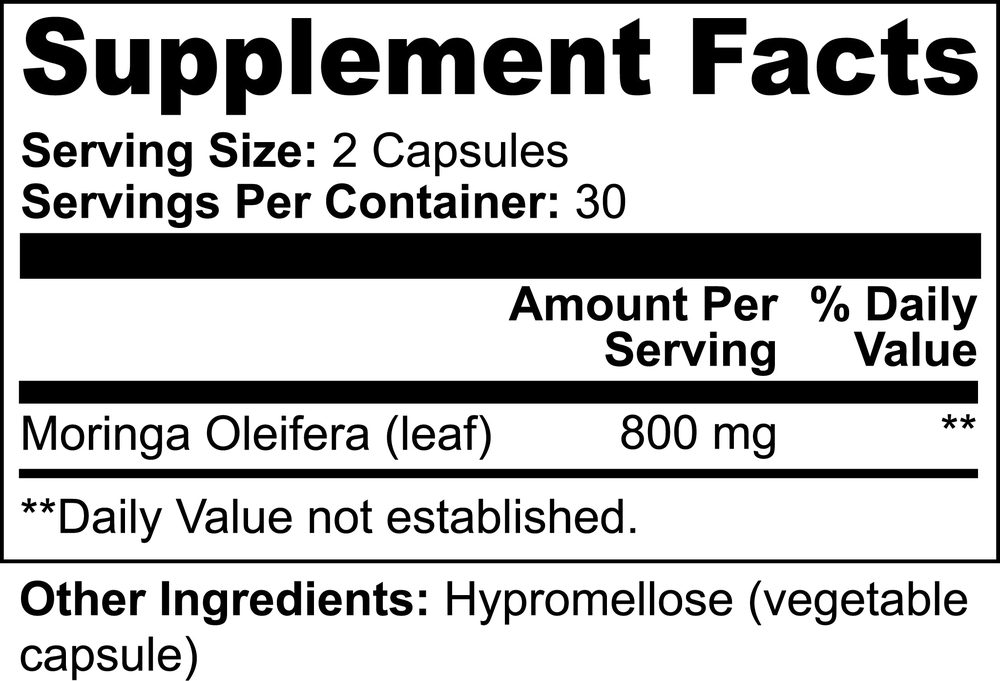 Supplement Facts
Serving Size: 2 Capsules
Servings Per Container: 30
Amount Per Serving % Daily Value
Moringa Oleifera (leaf) 800 mg **
**Daily Value not established.
Other Ingredients: Hypromellose (vegetable
capsule)